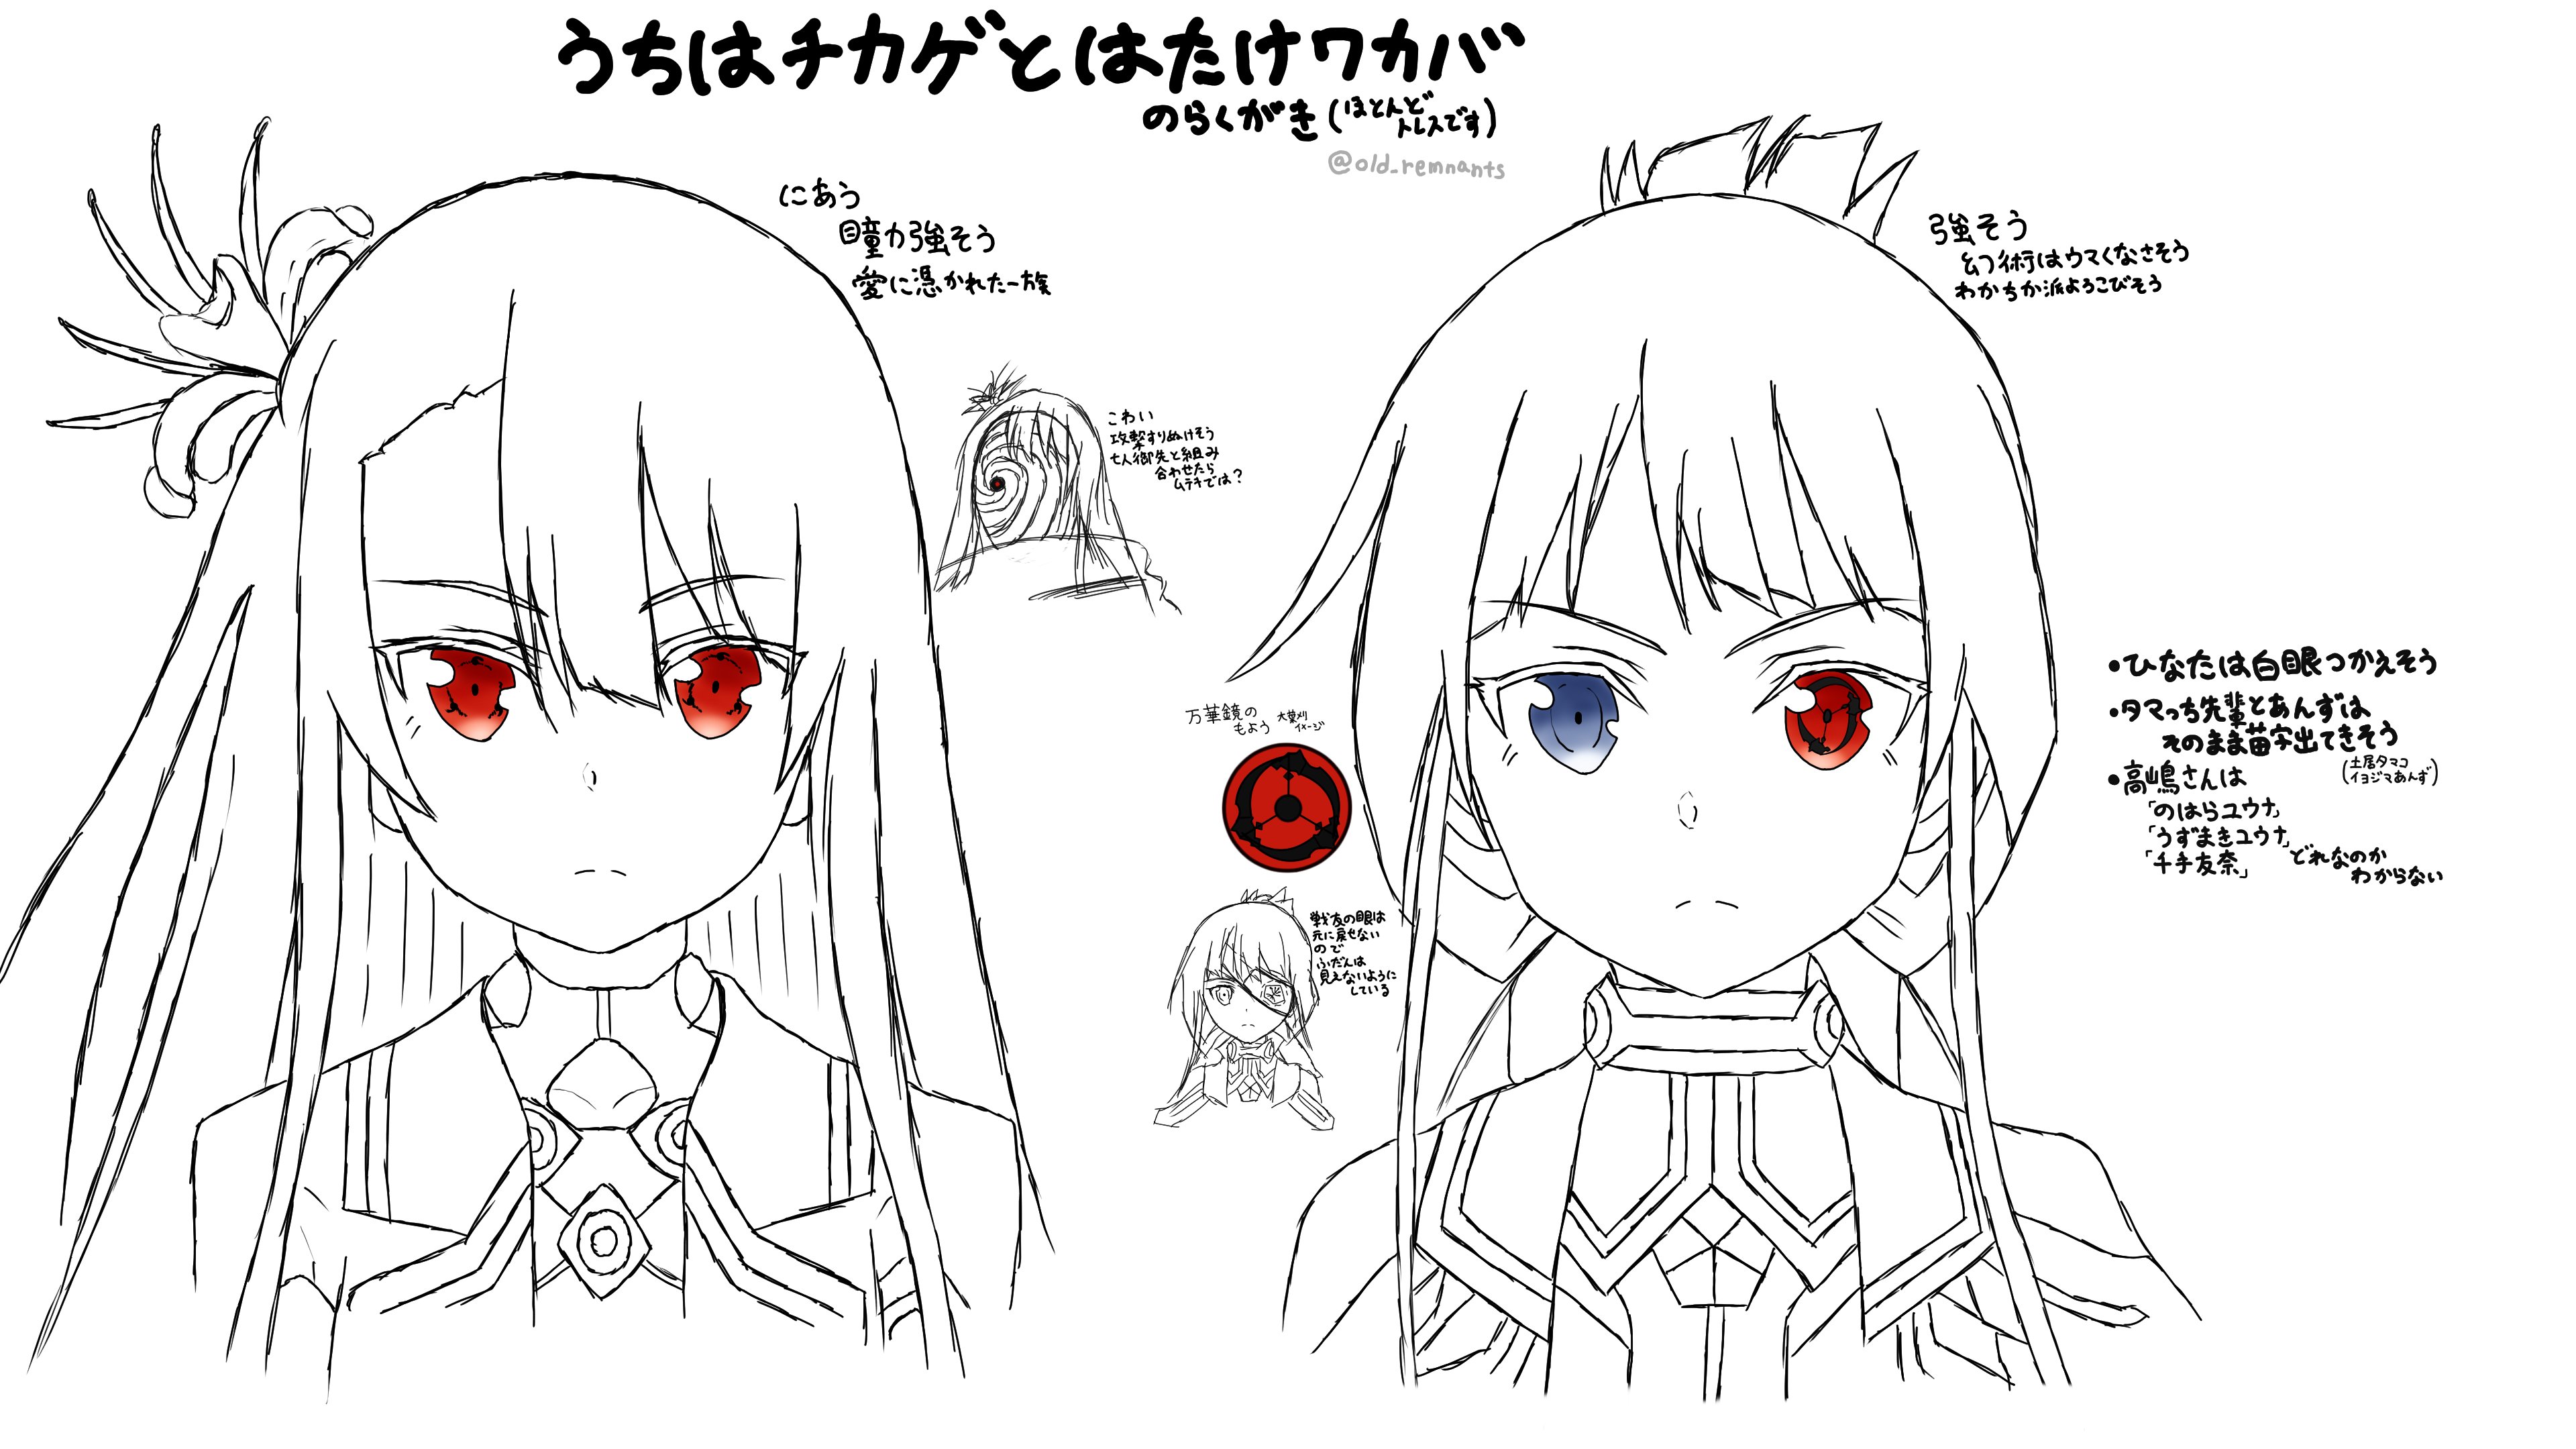 うちはチカゲとはたけワカバ
のらくがき(ほとんど
トレスです)
@old_remnants
にあう
瞳力強そう
愛に憑かれた一族
こわい
攻撃すりぬけそう
七人御先と組み
合わせたら
ムテキでは?
強そう
幻術はウマくなさそう
わかちか派よろこびそう
万華鏡の
もよう
大葉刈
イメージ
戦友の眼は
元に戻せない
ので
ふだんは
見えないように
している
•ひなたは白眼つかえそう
•タマっち先輩とあんずは
そのまま苗字出てきそう
(土居タマコ
イヨジマあんず)
•高嶋さんは
「のはらユウナ」
「うずまきユウナ」
「千手友奈」
どれなのか
わからない